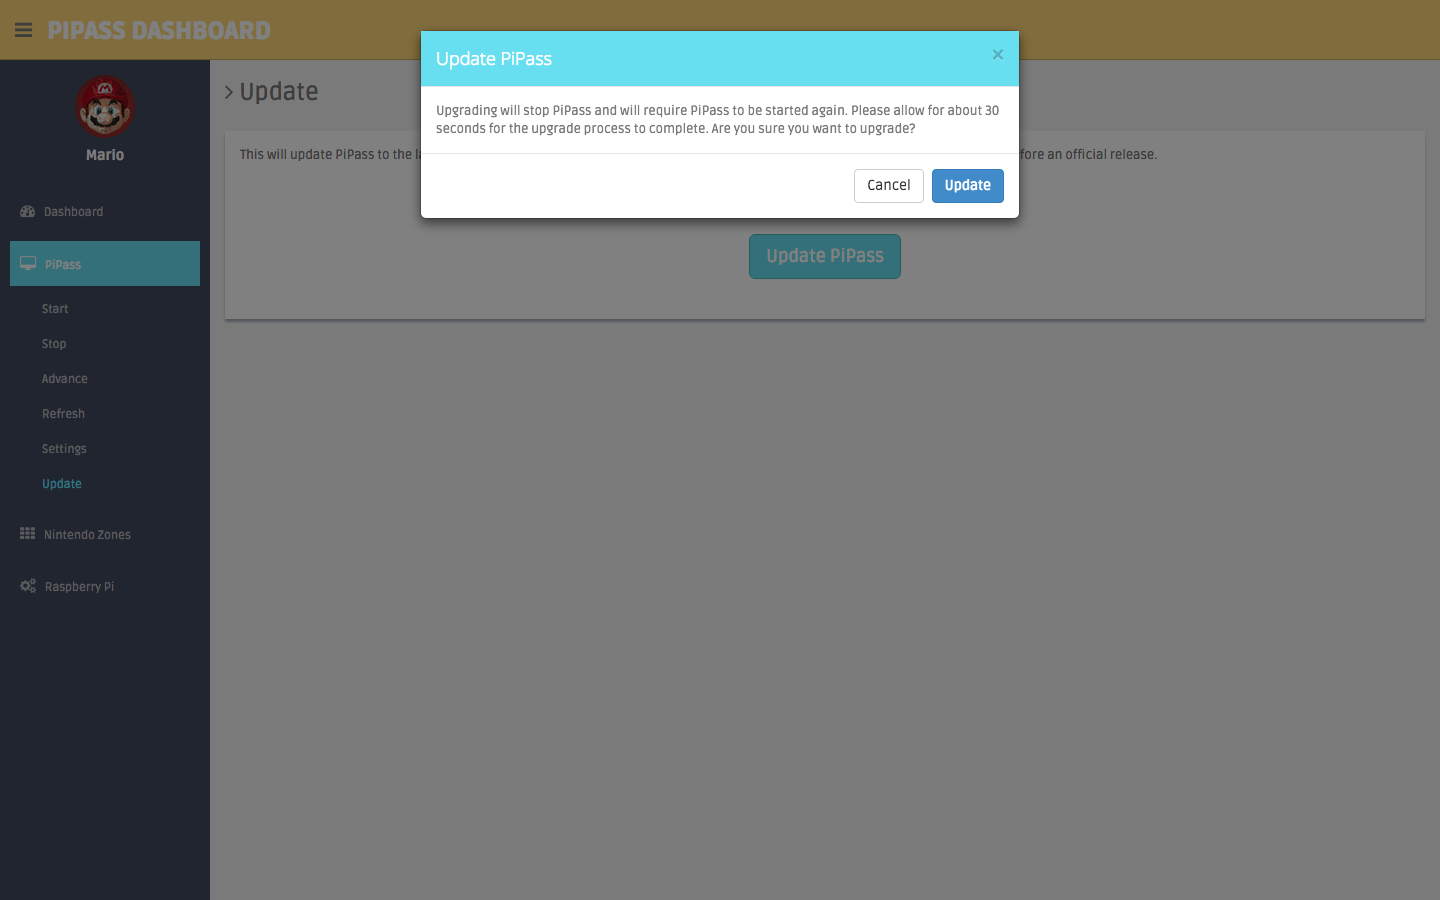 PIPASS DASHBOARD
Update PiPass
×
Upgrading will stop PiPass and will require PiPass to be started again. Please allow for about 30
seconds for the upgrade process to complete. Are you sure you want to upgrade?
Cancel
Update
Mario
Dashboard
PiPass
Start
Stop
Advance
Refresh
Settings
Update
Nintendo Zones
Raspberry Pi
Update
This will update PiPass to the
an official release.
Update PiPass